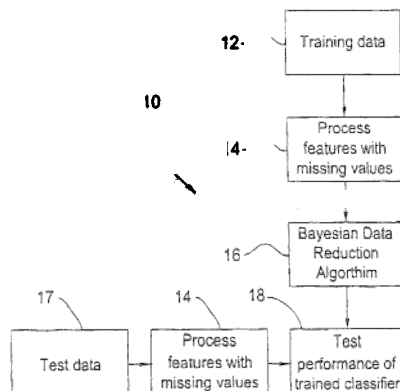 12-
Training data
10
14-
Process
features with
missing values
Bayesian Data
Reduction
Algorthim
16
17
14
18
Test data
Process
features with
missing values
Test
performance of
trained classifier